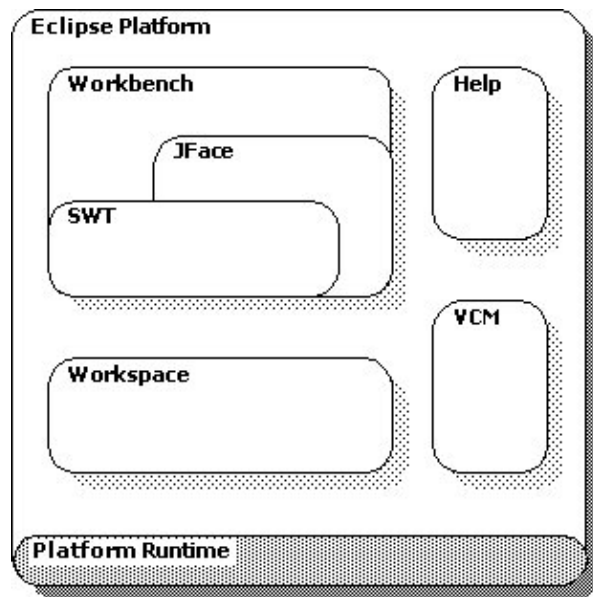 Eclipse Platform
Workbench
Help
JFace
SWT
VCM
Workspace
Platform Runtime